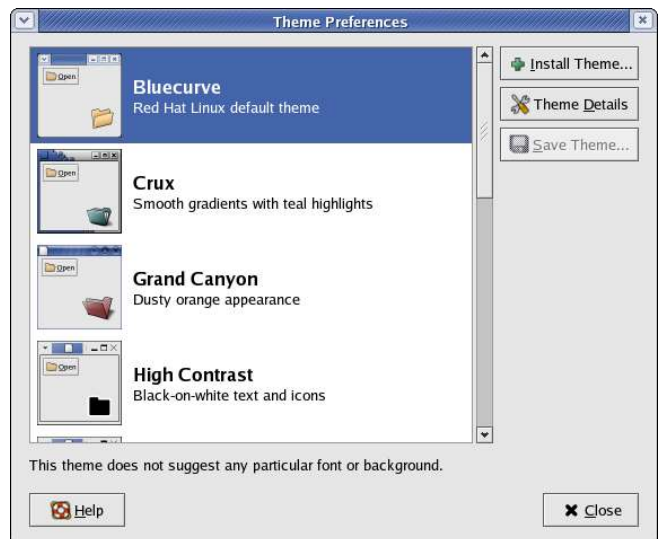 Theme Preferences
Open
Bluecurve
Red Hat Linux default theme
Open
Crux
Smooth gradients with teal highlights
Open
Grand Canyon
Dusty orange appearance
Open
High Contrast
Black-on-white text and icons
Install Theme...
Theme Details
Save Theme...
This theme does not suggest any particular font or background.
Help
Close